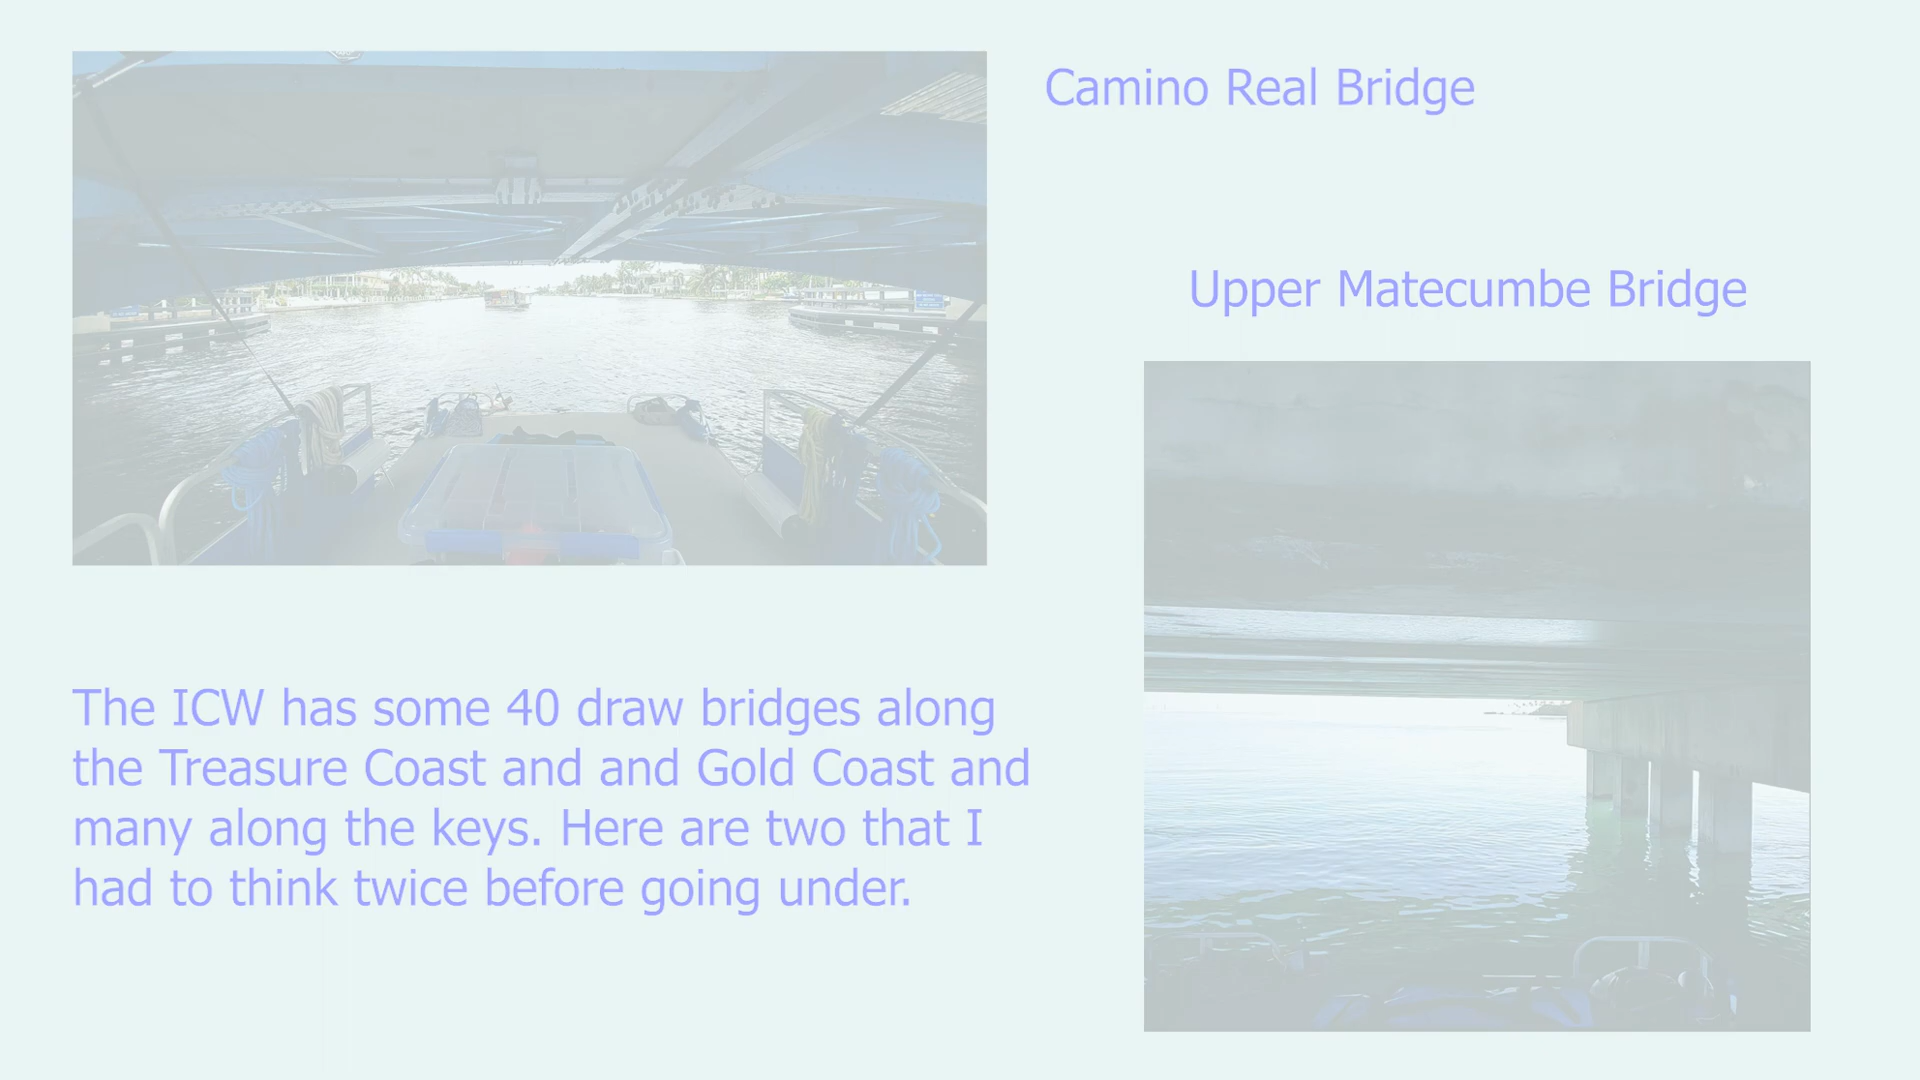 Camino Real Bridge
Upper Matecumbe Bridge
The ICW has some 40 draw bridges along
the Treasure Coast and and Gold Coast and
many along the keys. Here are two that I
had to think twice before going under.